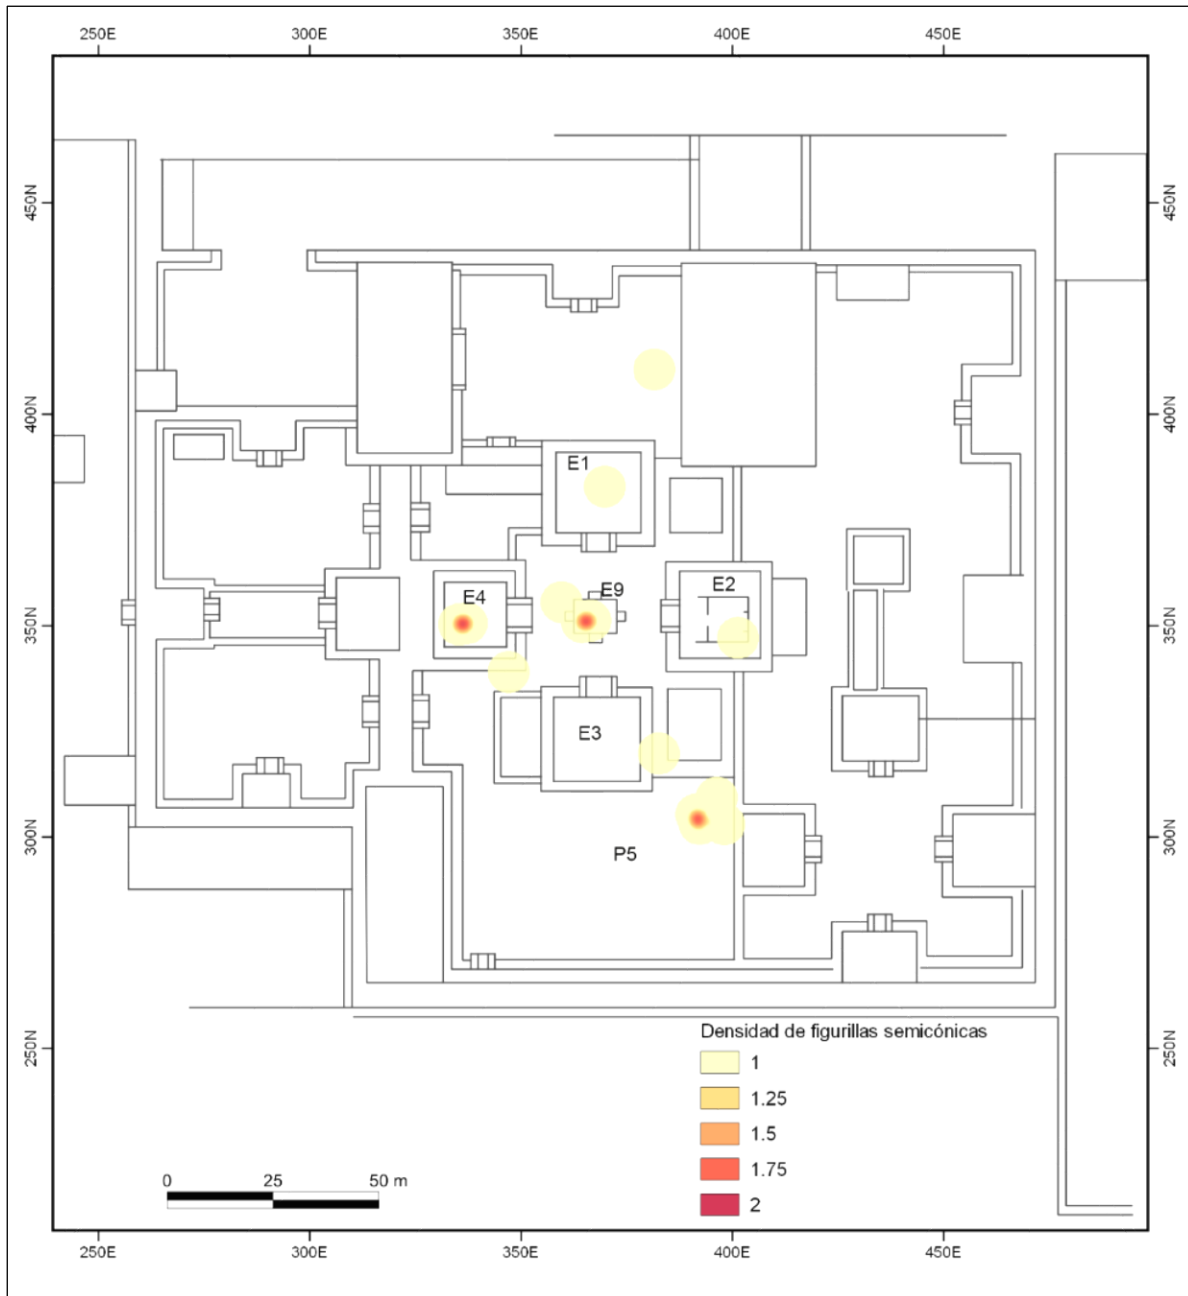 250E 300E 350E 400E 450E
450N 450N
400N 400N
E1
E9
E4 E2
350N 350N
E3
P5
300N 300N
250N 250N
Densidad de figurillas semicónicas
1
1.25
1.5
1.75
2
0 25 50 m
250E 300E 350E 400E 450E